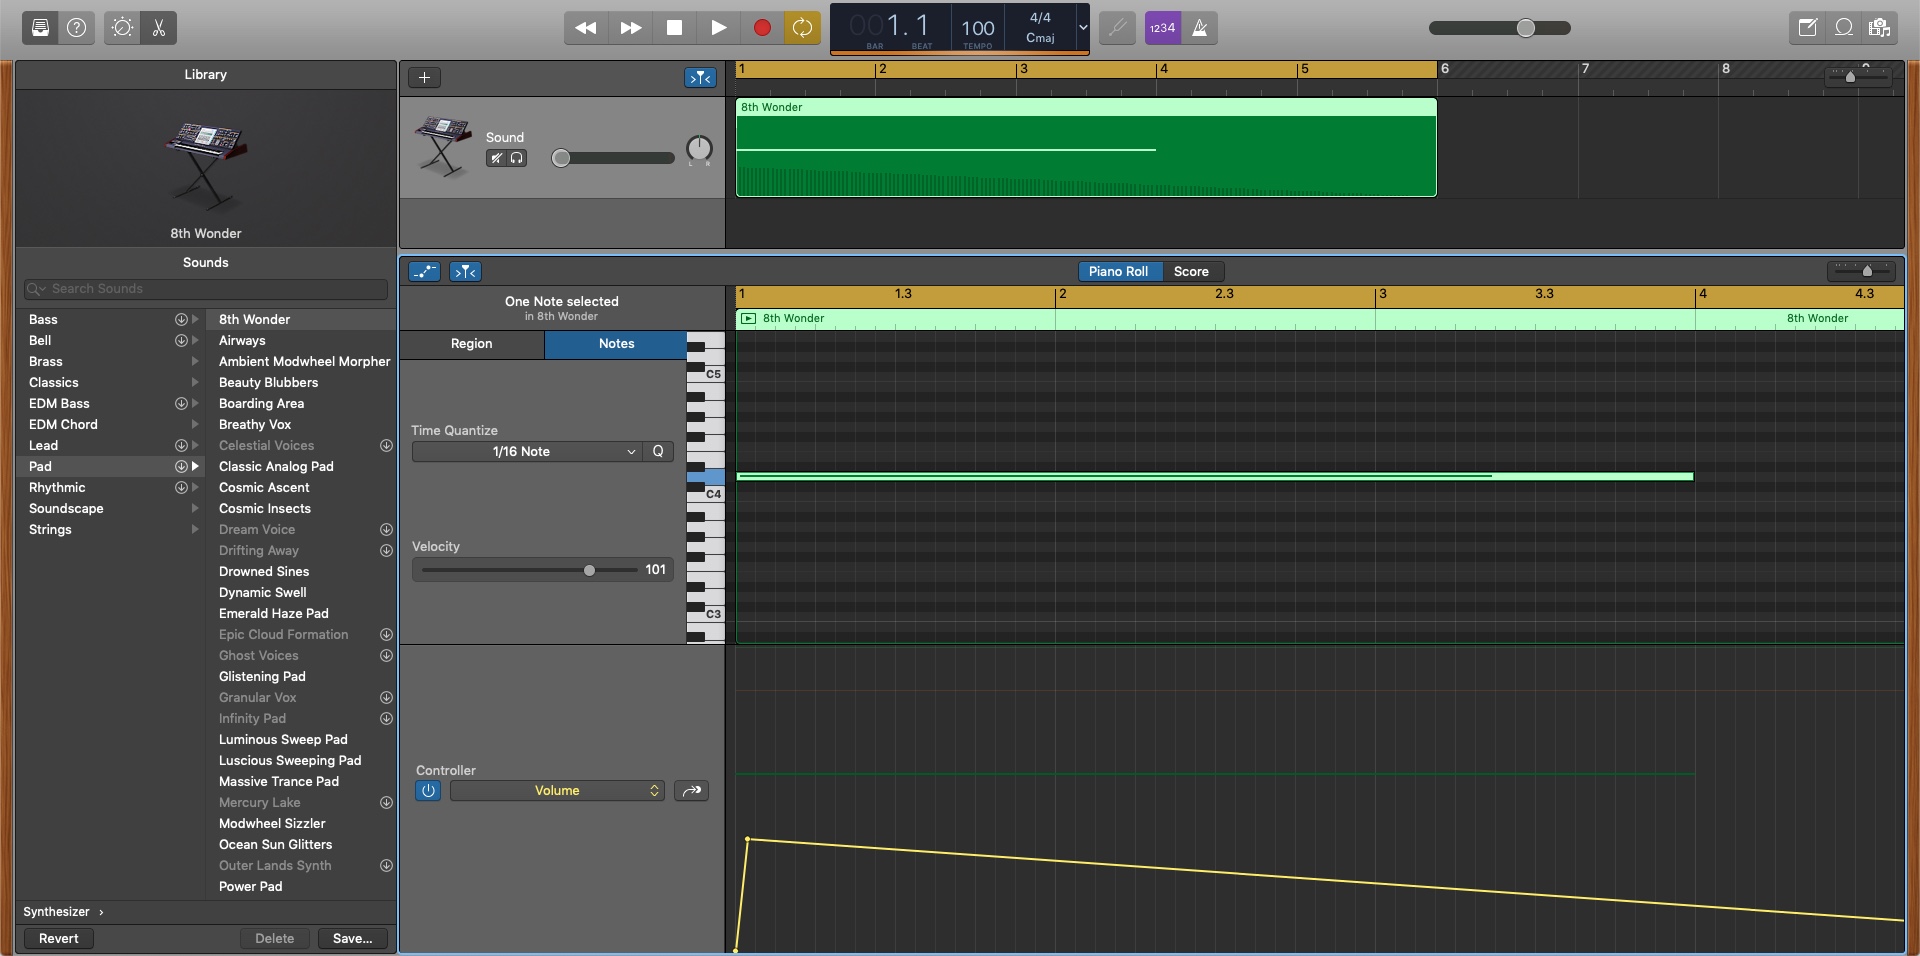 001.1
BAR
BEAT
100
TEMPO
4/4
Cmaj
1234
Library
8th Wonder
Sounds
Search Sounds
Bass
Bell
Brass
Classics
EDM Bass
EDM Chord
Lead
Pad
Rhythmic
Soundscape
Strings
8th Wonder
Airways
Ambient Modwheel Morpher
Beauty Blubbers
Boarding Area
Breathy Vox
Celestial Voices
Classic Analog Pad
Cosmic Ascent
Cosmic Insects
Dream Voice
Drifting Away
Drowned Sines
Dynamic Swell
Emerald Haze Pad
Epic Cloud Formation
Ghost Voices
Glistening Pad
Granular Vox
Infinity Pad
Luminous Sweep Pad
Luscious Sweeping Pad
Massive Trance Pad
Mercury Lake
Modwheel Sizzler
Ocean Sun Glitters
Outer Lands Synth
Power Pad
Synthesizer
Revert
Delete
Save...
1 2 3 4 5 6 7 8
Sound
L R
8th Wonder
Piano Roll
Score
One Note selected
in 8th Wonder
1 1.3 2 2.3 3 3.3 4 4.3
8th Wonder
8th Wonder
Region
Notes
Time Quantize
1/16 Note
Q
Velocity
101
C5
C4
C3
Controller
Volume